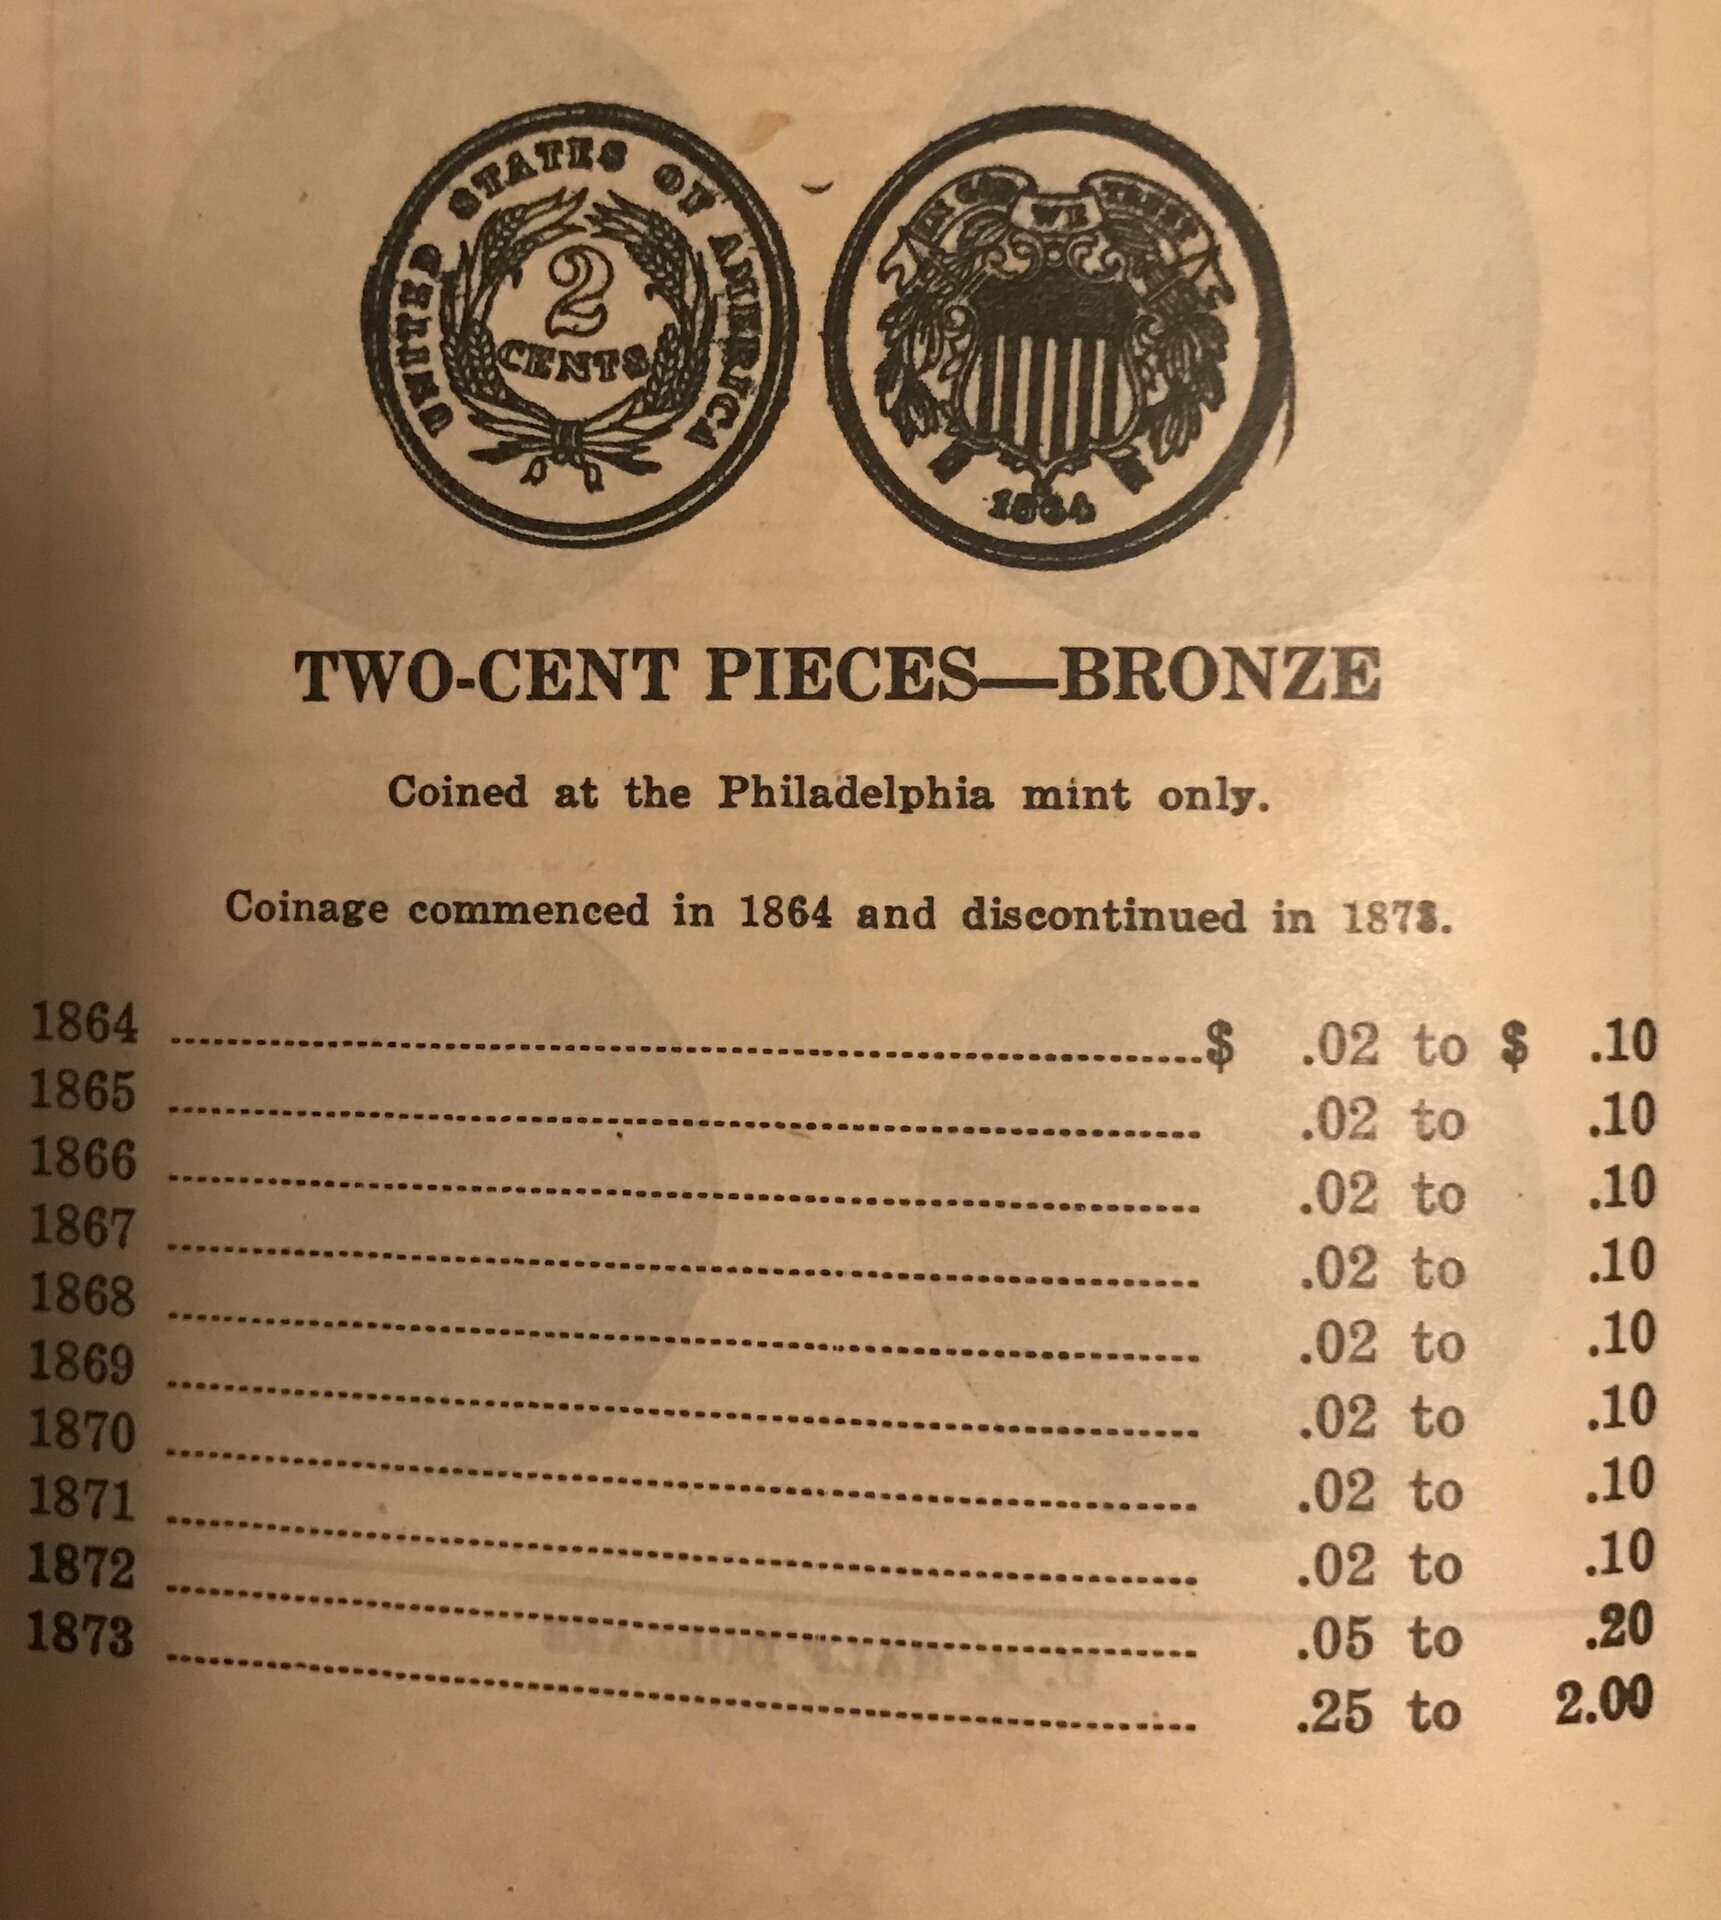 UNITED STATES OF AMERICA
2
CENTS
IN GOD WE TRUST
1864
TWO-CENT PIECES—BRONZE
Coined at the Philadelphia mint only.
Coinage commenced in 1864 and discontinued in 1873.
1864 ........................................ $ .02 to $ .10
1865 ........................................ .02 to .10
1866 ........................................ .02 to .10
1867 ........................................ .02 to .10
1868 ........................................ .02 to .10
1869 ........................................ .02 to .10
1870 ........................................ .02 to .10
1871 ........................................ .02 to .10
1872 ........................................ .05 to .20
1873 ........................................ .25 to 2.00